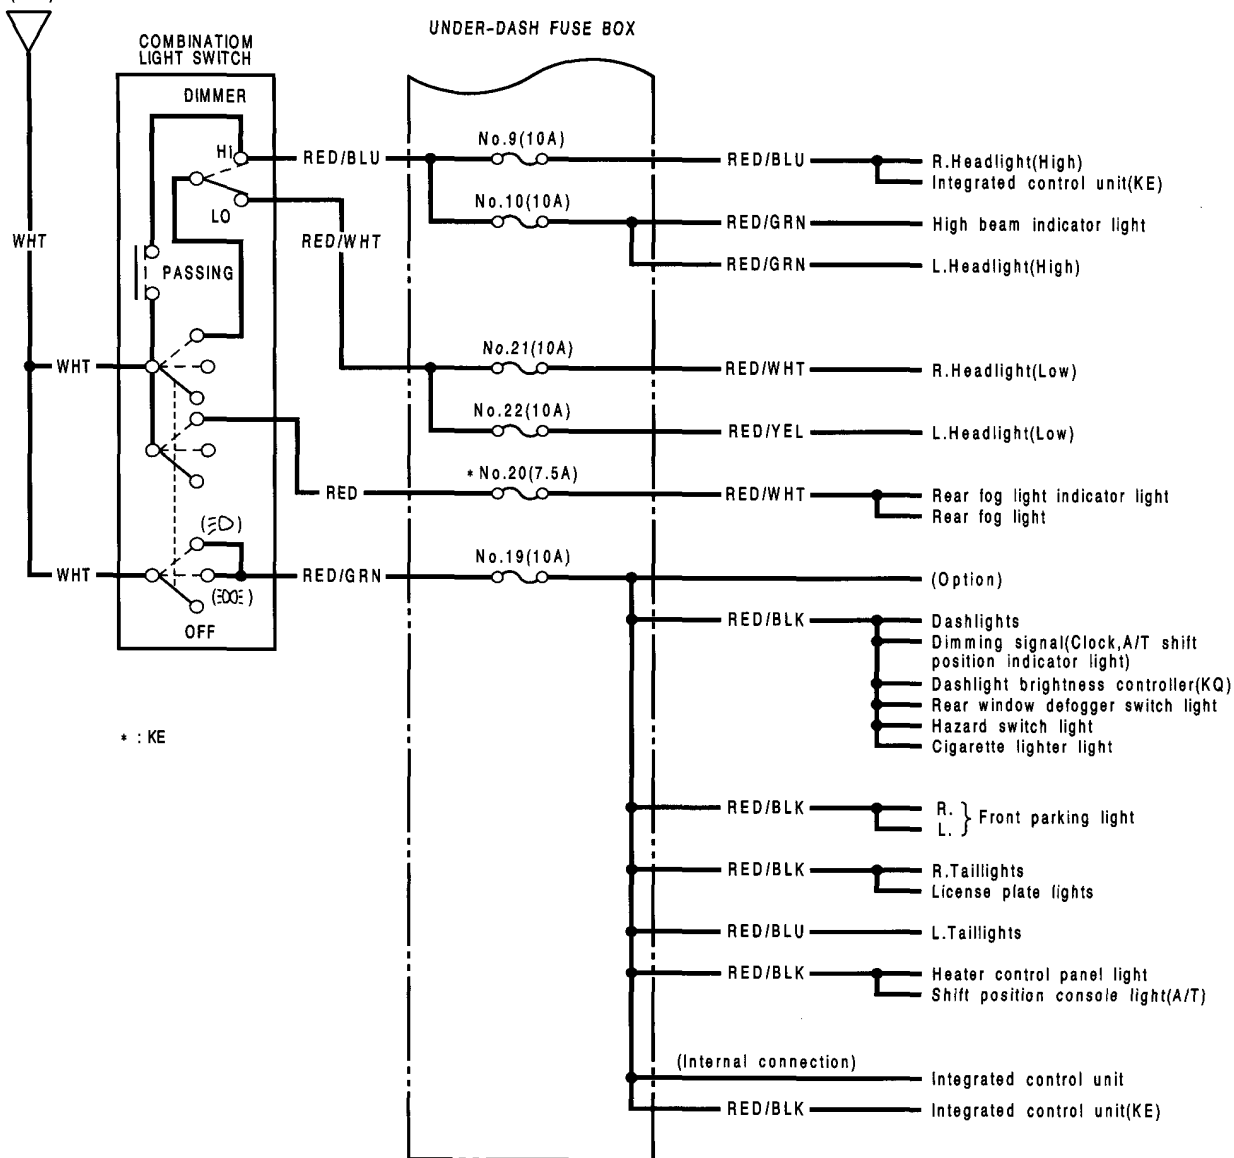 UNDER-DASH FUSE BOX
COMBINATIOM
LIGHT SWITCH
DIMMER
HI
LO
PASSING
OFF
WHT
WHT
WHT
RED/BLU
RED/WHT
RED
RED/GRN
No.9(10A)
RED/BLU
R.Headlight(High)
Integrated control unit(KE)
No.10(10A)
RED/GRN
High beam indicator light
RED/GRN
L.Headlight(High)
No.21(10A)
RED/WHT
R.Headlight(Low)
No.22(10A)
RED/YEL
L.Headlight(Low)
* No.20(7.5A)
RED/WHT
Rear fog light indicator light
Rear fog light
No.19(10A)
(Option)
RED/BLK
Dashlights
Dimming signal(Clock,A/T shift
position indicator light)
Dashlight brightness controller(KQ)
Rear window defogger switch light
Hazard switch light
Cigarette lighter light
* : KE
RED/BLK
R.
L.
Front parking light
RED/BLK
R.Taillights
License plate lights
RED/BLU
L.Taillights
RED/BLK
Heater control panel light
Shift position console light(A/T)
(Internal connection)
Integrated control unit
RED/BLK
Integrated control unit(KE)